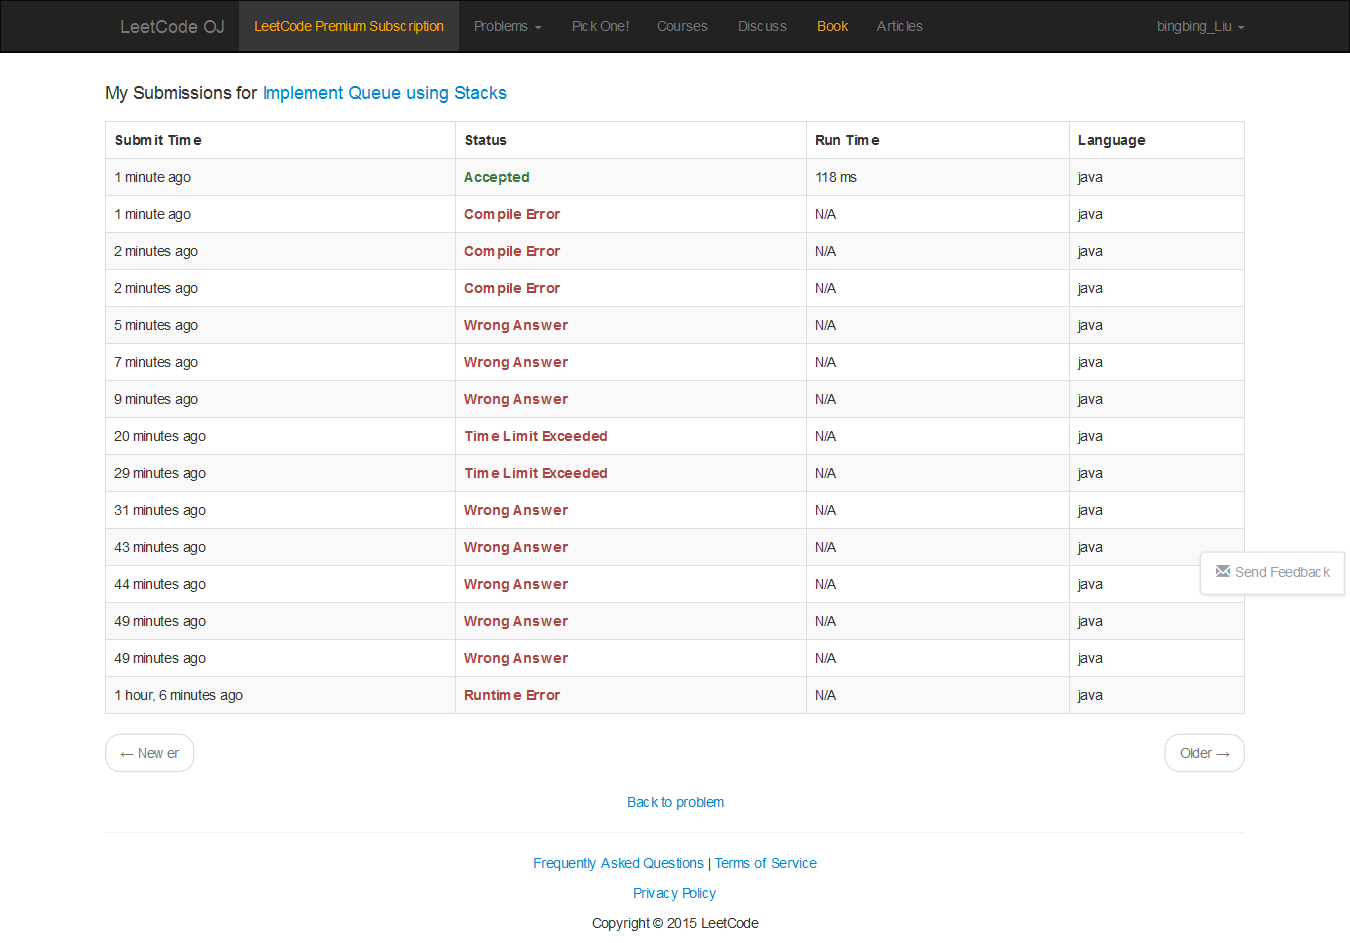 LeetCode OJ LeetCode Premium Subscription Problems Pick One! Courses Discuss Book Articles bingbing_Liu
My Submissions for Implement Queue using Stacks
Submit Time Status Run Time Language
1 minute ago Accepted 118 ms java
1 minute ago Compile Error N/A java
2 minutes ago Compile Error N/A java
2 minutes ago Compile Error N/A java
5 minutes ago Wrong Answer N/A java
7 minutes ago Wrong Answer N/A java
9 minutes ago Wrong Answer N/A java
20 minutes ago Time Limit Exceeded N/A java
29 minutes ago Time Limit Exceeded N/A java
31 minutes ago Wrong Answer N/A java
43 minutes ago Wrong Answer N/A java
Send Feedback
44 minutes ago Wrong Answer N/A java
49 minutes ago Wrong Answer N/A java
49 minutes ago Wrong Answer N/A java
1 hour, 6 minutes ago Runtime Error N/A java
← Newer Older →
Back to problem
Frequently Asked Questions | Terms of Service
Privacy Policy
Copyright © 2015 LeetCode